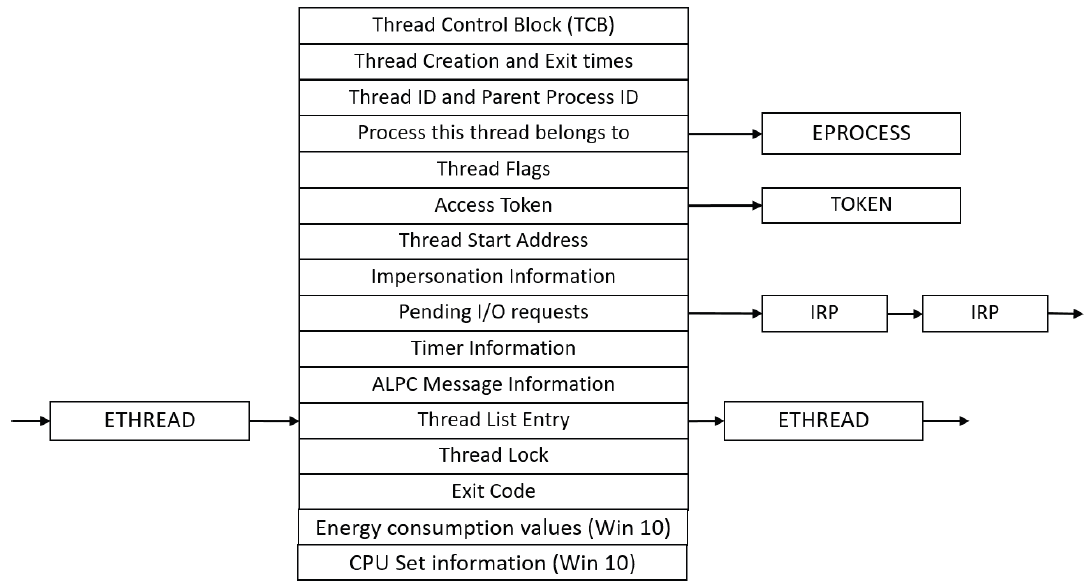 Thread Control Block (TCB)
Thread Creation and Exit times
Thread ID and Parent Process ID
Process this thread belongs to
EPROCESS
Thread Flags
Access Token
TOKEN
Thread Start Address
Impersonation Information
Pending I/O requests
IRP
IRP
Timer Information
ALPC Message Information
ETHREAD
Thread List Entry
ETHREAD
Thread Lock
Exit Code
Energy consumption values (Win 10)
CPU Set information (Win 10)